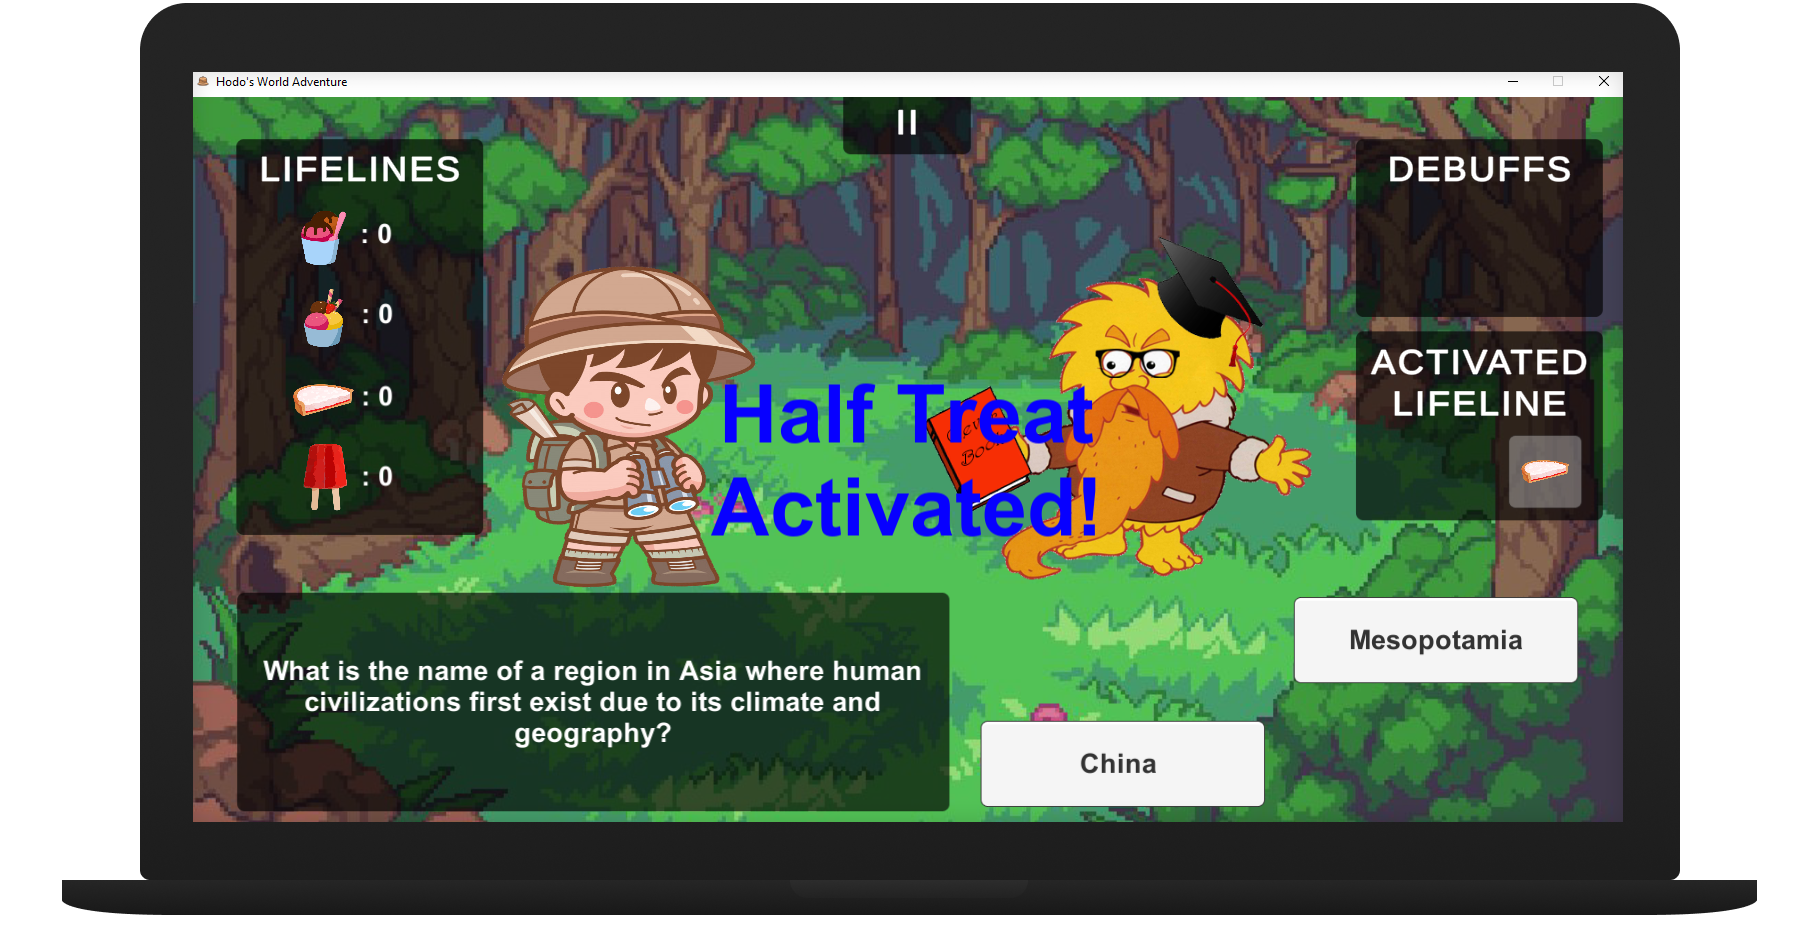 Hodo's World Adventure
LIFELINES
: 0
: 0
: 0
: 0
DEBUFFS
ACTIVATED
LIFELINE
Half Treat
Activated!
What is the name of a region in Asia where human
civilizations first exist due to its climate and
geography?
Mesopotamia
China